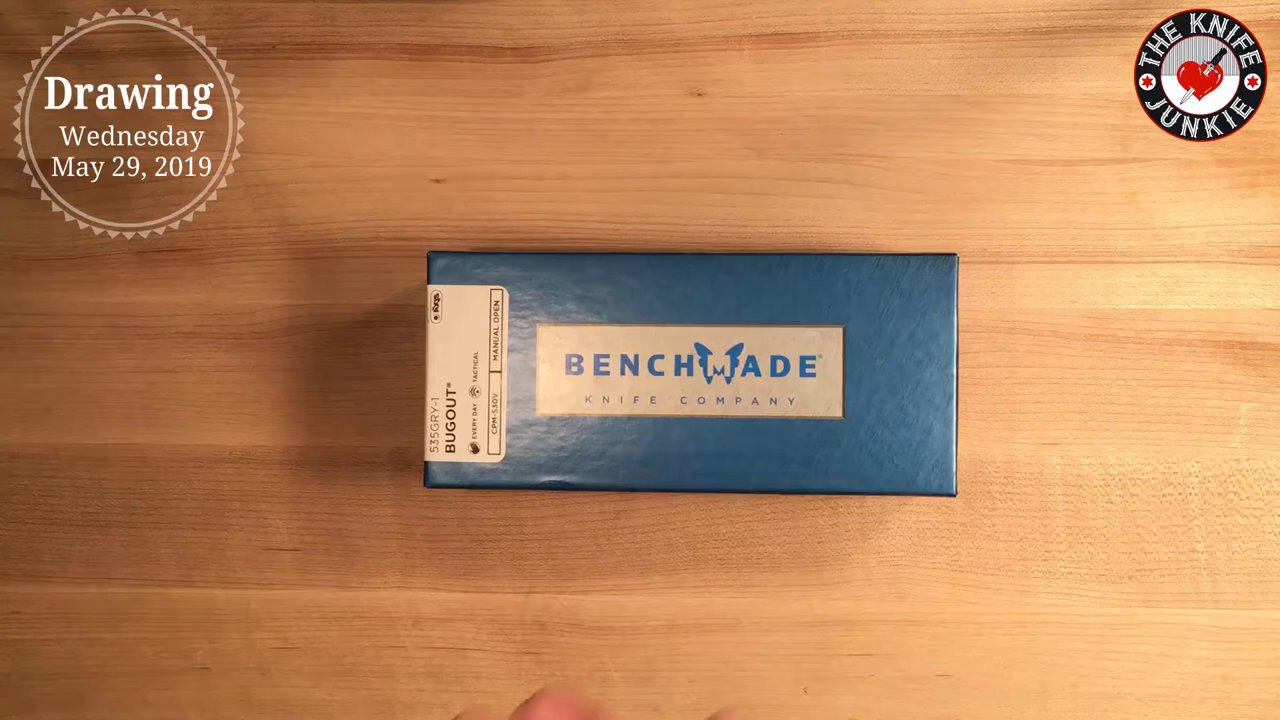 Drawing
Wednesday
May 29, 2019
THE KNIFE
JUNKIE
535GRY-1
BUGOUT®
EVERY DAY
TACTICAL
CPM-S30V
MANUAL OPEN
BENCHMADE®
KNIFE COMPANY